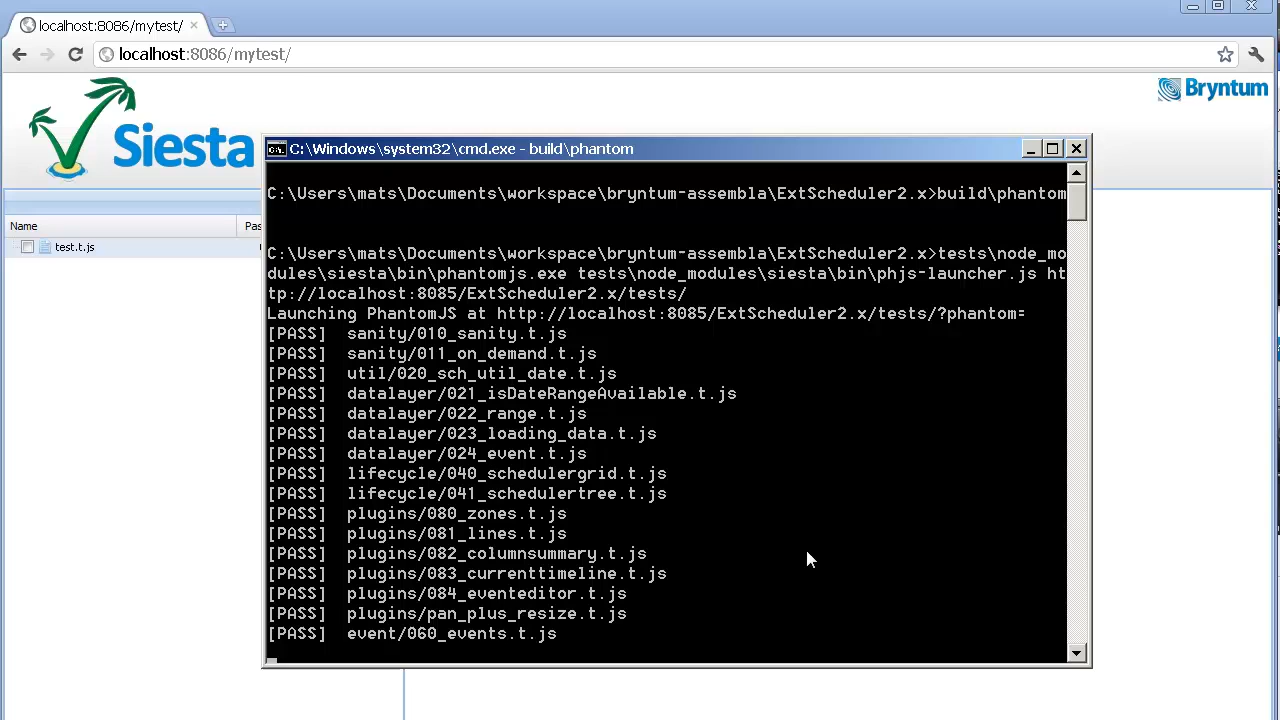 localhost:8086/mytest/
localhost:8086/mytest/
Siesta
Bryntum
C:\Windows\system32\cmd.exe - build\phantom
C:\Users\mats\Documents\workspace\bryntum-assembla\ExtScheduler2.x>build\phantom
Name
Pas
test.t.js
C:\Users\mats\Documents\workspace\bryntum-assembla\ExtScheduler2.x>tests\node_mo
dules\siesta\bin\phantomjs.exe tests\node_modules\siesta\bin\phjs-launcher.js ht
tp://localhost:8085/ExtScheduler2.x/tests/
Launching PhantomJS at http://localhost:8085/ExtScheduler2.x/tests/?phantom=
[PASS]  sanity/010_sanity.t.js
[PASS]  sanity/011_on_demand.t.js
[PASS]  util/020_sch_util_date.t.js
[PASS]  datalayer/021_isDateRangeAvailable.t.js
[PASS]  datalayer/022_range.t.js
[PASS]  datalayer/023_loading_data.t.js
[PASS]  datalayer/024_event.t.js
[PASS]  lifecycle/040_schedulergrid.t.js
[PASS]  lifecycle/041_schedulertree.t.js
[PASS]  plugins/080_zones.t.js
[PASS]  plugins/081_lines.t.js
[PASS]  plugins/082_columnsummary.t.js
[PASS]  plugins/083_currenttimeline.t.js
[PASS]  plugins/084_eventeditor.t.js
[PASS]  plugins/pan_plus_resize.t.js
[PASS]  event/060_events.t.js